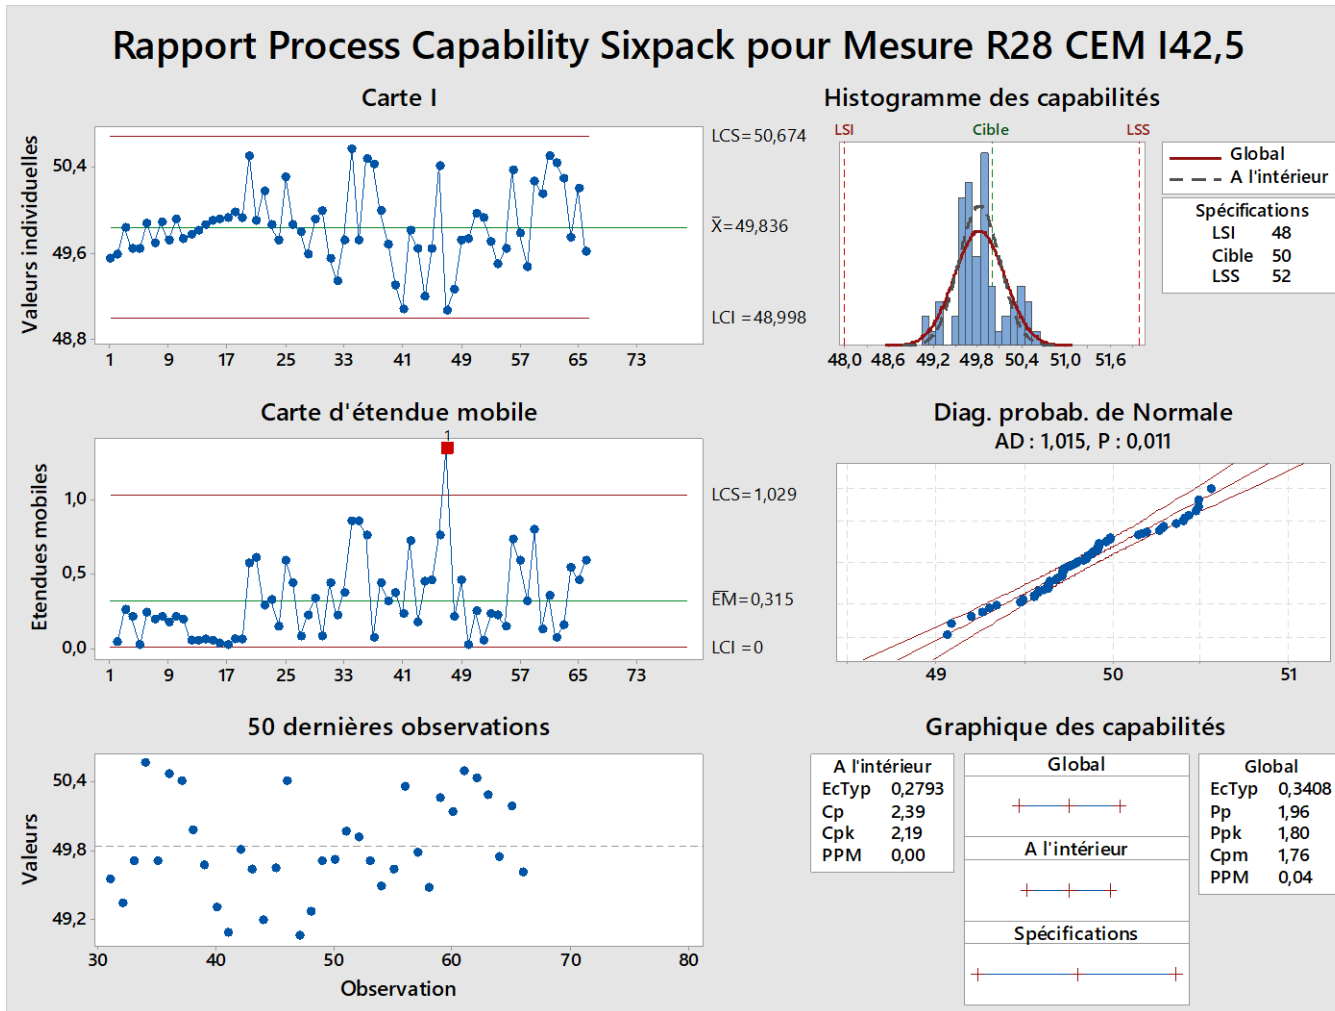 Rapport Process Capability Sixpack pour Mesure R28 CEM I42,5
Carte I
Valeurs individuelles
50,4
49,6
48,8
1 9 17 25 33 41 49 57 65 73
LCS=50,674
X̄=49,836
LCI =48,998
Histogramme des capabilités
LSI Cible LSS
48,0 48,6 49,2 49,8 50,4 51,0 51,6
Global
A l'intérieur
Spécifications
LSI 48
Cible 50
LSS 52
Carte d'étendue mobile
Etendues mobiles
1
1,0
0,5
0,0
1 9 17 25 33 41 49 57 65 73
LCS=1,029
E̅M̅=0,315
LCI =0
Diag. probab. de Normale
AD : 1,015, P : 0,011
49 50 51
50 dernières observations
Valeurs
50,4
49,8
49,2
30 40 50 60 70 80
Observation
Graphique des capabilités
A l'intérieur
EcTyp 0,2793
Cp 2,39
Cpk 2,19
PPM 0,00
Global
A l'intérieur
Spécifications
Global
EcTyp 0,3408
Pp 1,96
Ppk 1,80
Cpm 1,76
PPM 0,04